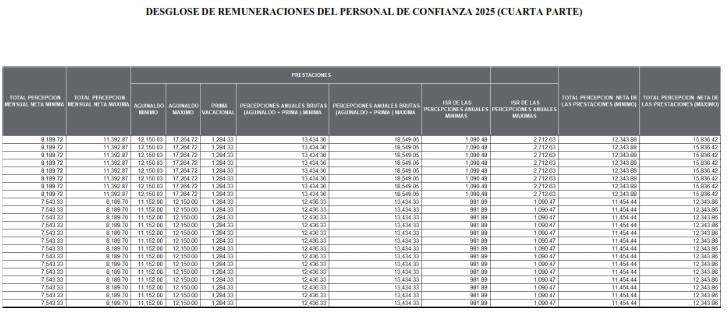 DESGLOSE DE REMUNERACIONES DEL PERSONAL DE CONFIANZA 2025 (CUARTA PARTE)
PRESTACIONES
TOTAL PERCEPCION MENSUAL NETA MINIMA
TOTAL PERCEPCION MENSUAL NETA MAXIMA
AGUINALDO MINIMO
AGUINALDO MAXIMO
PRIMA VACACIONAL
PERCEPCIONES ANUALES BRUTAS (AGUINALDO + PRIMA ) MINIMA
PERCEPCIONES ANUALES BRUTAS (AGUINALDO + PRIMA ) MAXIMA
ISR DE LAS PERCEPCIONES ANUALES MINIMAS
ISR DE LAS PERCEPCIONES ANUALES MAXIMAS
TOTAL PERCEPCION NETA DE LAS PRESTACIONES (MINIMO)
TOTAL PERCEPCION NETA DE LAS PRESTACIONES (MAXIMO)
8,189.72 11,392.87 12,150.03 17,264.72 1,284.33 13,434.36 18,549.05 1,090.48 2,712.63 12,343.88 15,836.42
8,189.72 11,392.87 12,150.03 17,264.72 1,284.33 13,434.36 18,549.05 1,090.48 2,712.63 12,343.88 15,836.42
8,189.72 11,392.87 12,150.03 17,264.72 1,284.33 13,434.36 18,549.05 1,090.48 2,712.63 12,343.88 15,836.42
8,189.72 11,392.87 12,150.03 17,264.72 1,284.33 13,434.36 18,549.05 1,090.48 2,712.63 12,343.88 15,836.42
8,189.72 11,392.87 12,150.03 17,264.72 1,284.33 13,434.36 18,549.05 1,090.48 2,712.63 12,343.88 15,836.42
8,189.72 11,392.87 12,150.03 17,264.72 1,284.33 13,434.36 18,549.05 1,090.48 2,712.63 12,343.88 15,836.42
8,189.72 11,392.87 12,150.03 17,264.72 1,284.33 13,434.36 18,549.05 1,090.48 2,712.63 12,343.88 15,836.42
8,189.72 11,392.87 12,150.03 17,264.72 1,284.33 13,434.36 18,549.05 1,090.48 2,712.63 12,343.88 15,836.42
7,543.33 8,189.70 11,152.00 12,150.00 1,284.33 12,436.33 13,434.33 981.89 1,090.47 11,454.44 12,343.86
7,543.33 8,189.70 11,152.00 12,150.00 1,284.33 12,436.33 13,434.33 981.89 1,090.47 11,454.44 12,343.86
7,543.33 8,189.70 11,152.00 12,150.00 1,284.33 12,436.33 13,434.33 981.89 1,090.47 11,454.44 12,343.86
7,543.33 8,189.70 11,152.00 12,150.00 1,284.33 12,436.33 13,434.33 981.89 1,090.47 11,454.44 12,343.86
7,543.33 8,189.70 11,152.00 12,150.00 1,284.33 12,436.33 13,434.33 981.89 1,090.47 11,454.44 12,343.86
7,543.33 8,189.70 11,152.00 12,150.00 1,284.33 12,436.33 13,434.33 981.89 1,090.47 11,454.44 12,343.86
7,543.33 8,189.70 11,152.00 12,150.00 1,284.33 12,436.33 13,434.33 981.89 1,090.47 11,454.44 12,343.86
7,543.33 8,189.70 11,152.00 12,150.00 1,284.33 12,436.33 13,434.33 981.89 1,090.47 11,454.44 12,343.86
7,543.33 8,189.70 11,152.00 12,150.00 1,284.33 12,436.33 13,434.33 981.89 1,090.47 11,454.44 12,343.86
7,543.33 8,189.70 11,152.00 12,150.00 1,284.33 12,436.33 13,434.33 981.89 1,090.47 11,454.44 12,343.86
7,543.33 8,189.70 11,152.00 12,150.00 1,284.33 12,436.33 13,434.33 981.89 1,090.47 11,454.44 12,343.86
7,543.33 8,189.70 11,152.00 12,150.00 1,284.33 12,436.33 13,434.33 981.89 1,090.47 11,454.44 12,343.86
7,543.33 8,189.70 11,152.00 12,150.00 1,284.33 12,436.33 13,434.33 981.89 1,090.47 11,454.44 12,343.86
7,543.33 8,189.70 11,152.00 12,150.00 1,284.33 12,436.33 13,434.33 981.89 1,090.47 11,454.44 12,343.86